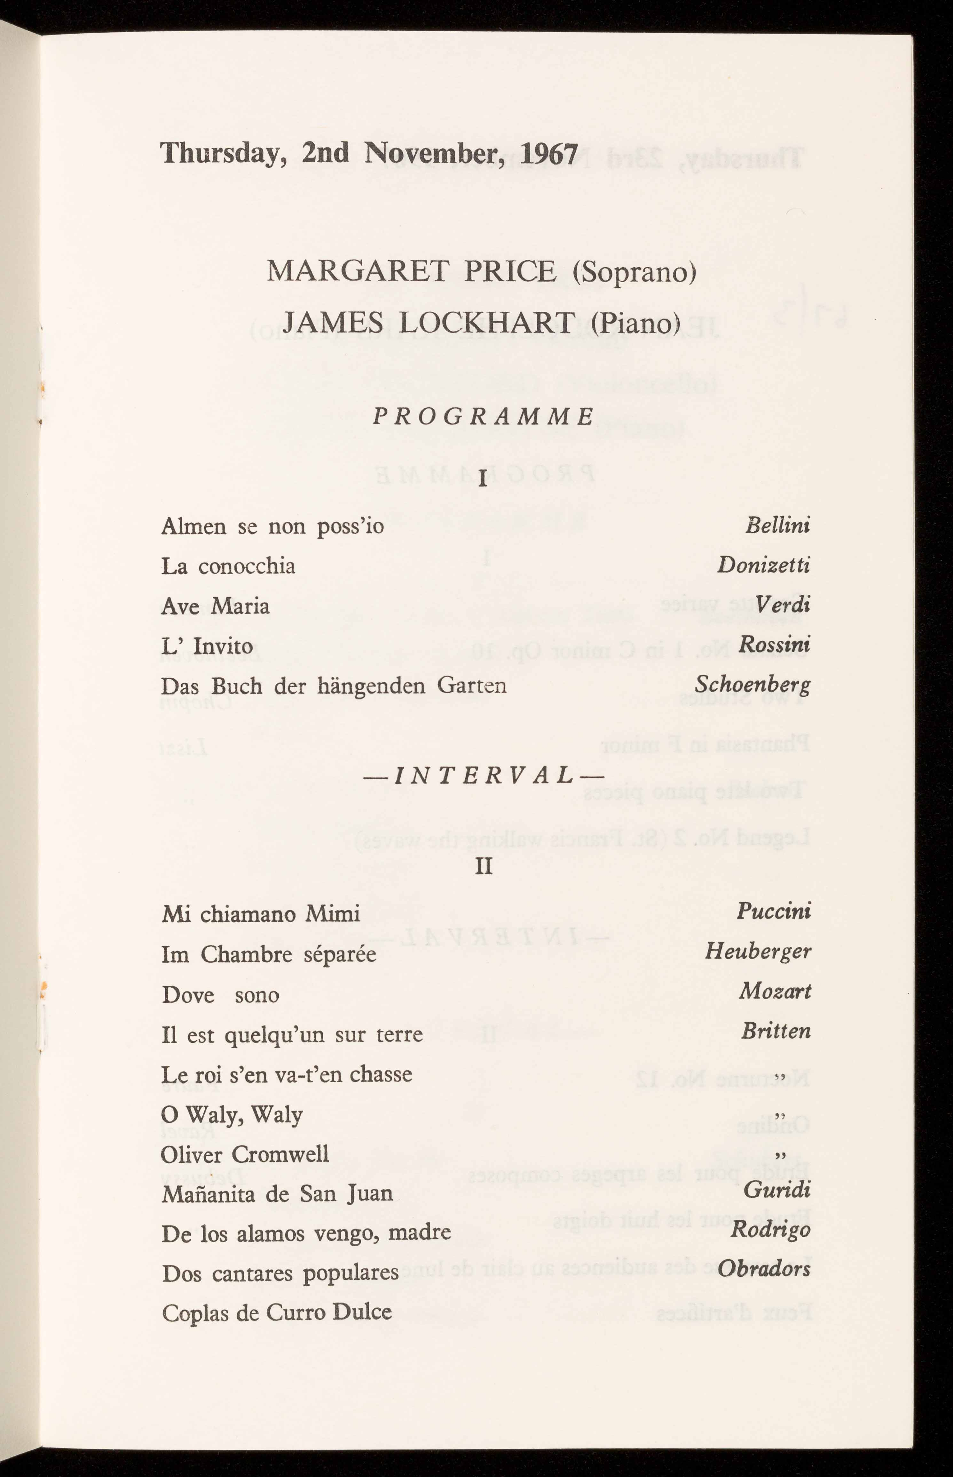 Thursday, 2nd November, 1967
MARGARET PRICE (Soprano)
JAMES LOCKHART (Piano)
PROGRAMME
I
Almen se non poss'io Bellini
La conocchia Donizetti
Ave Maria Verdi
L' Invito Rossini
Das Buch der hängenden Garten Schoenberg
—INTERVAL—
II
Mi chiamano Mimi Puccini
Im Chambre séparée Heuberger
Dove sono Mozart
Il est quelqu'un sur terre Britten
Le roi s'en va-t'en chasse ,,
O Waly, Waly ,,
Oliver Cromwell ,,
Mañanita de San Juan Guridi
De los alamos vengo, madre Rodrigo
Dos cantares populares Obradors
Coplas de Curro Dulce